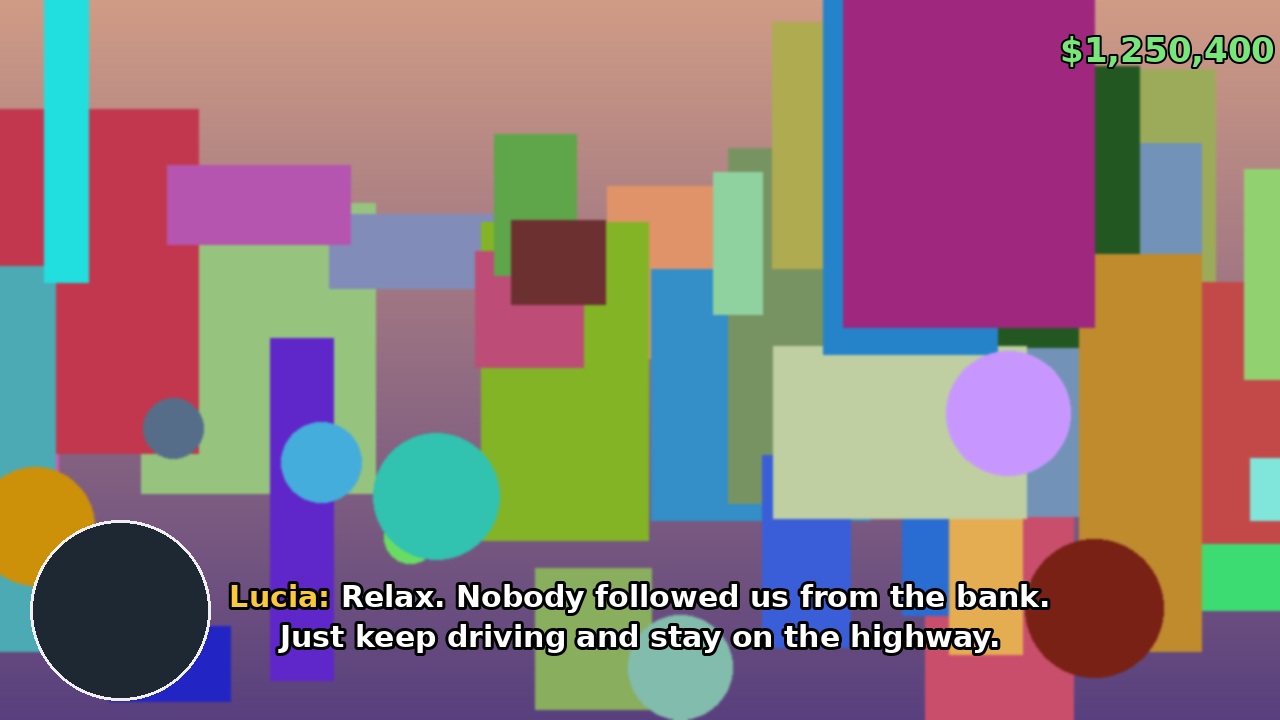 $1,250,400
Lucia: Relax. Nobody followed us from the bank.
Just keep driving and stay on the highway.